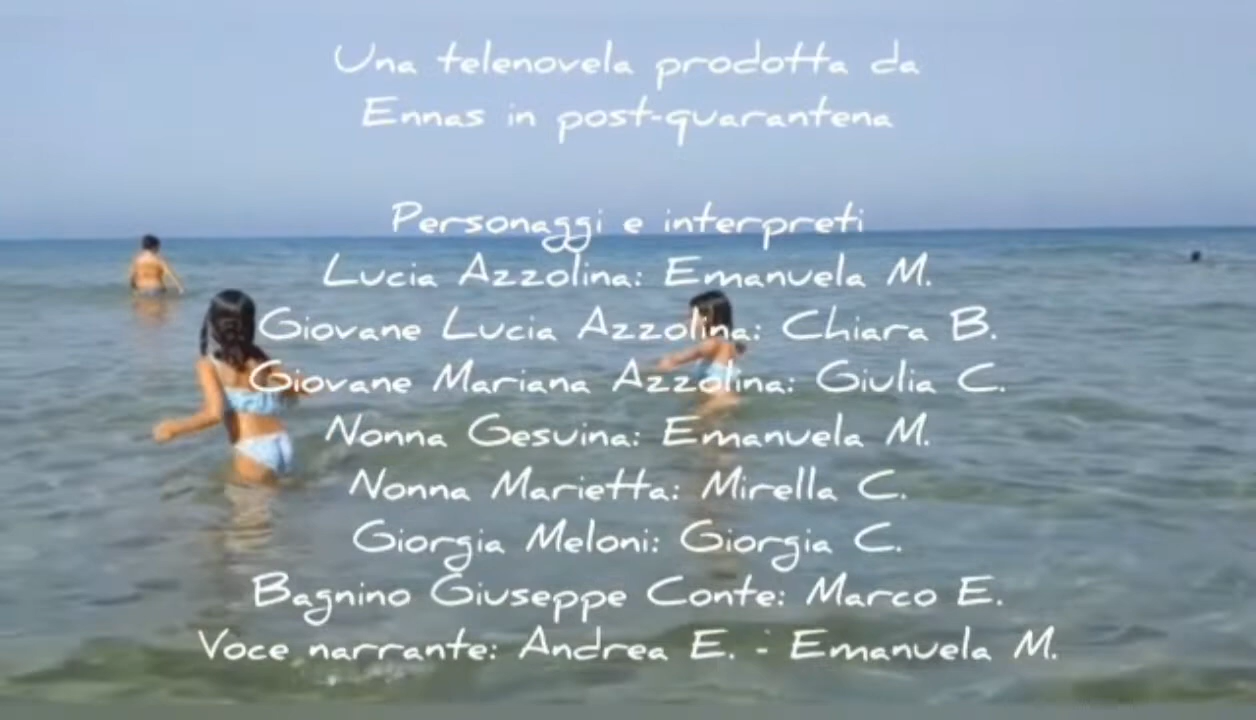 Una telenovela prodotta da
Ennas in post-quarantena
Personaggi e interpreti
Lucia Azzolina: Emanuela M.
Giovane Lucia Azzolina: Chiara B.
Giovane Mariana Azzolina: Giulia C.
Nonna Gesuina: Emanuela M.
Nonna Marietta: Mirella C.
Giorgia Meloni: Giorgia C.
Bagnino Giuseppe Conte: Marco E.
Voce narrante: Andrea E. - Emanuela M.